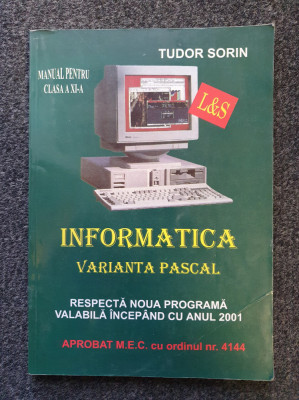 TUDOR SORIN
MANUAL PENTRU
CLASA A XI-A
L&S
INFORMATICA
VARIANTA PASCAL
RESPECTĂ NOUA PROGRAMĂ
VALABILĂ ÎNCEPÂND CU ANUL 2001
APROBAT M.E.C. cu ordinul nr. 4144